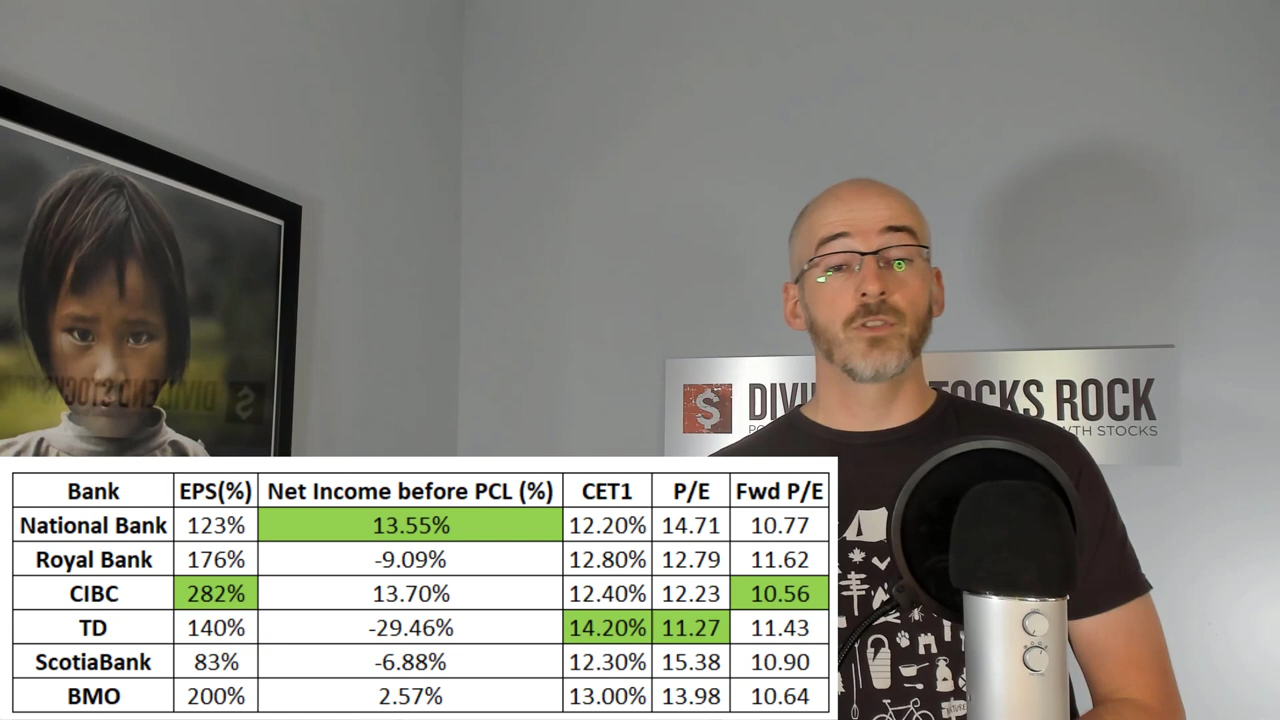 DIVI
STOCKS ROCK
WTH STOCKS
Bank EPS(%) Net Income before PCL (%) CET1 P/E Fwd P/E
National Bank 123% 13.55% 12.20% 14.71 10.77
Royal Bank 176% -9.09% 12.80% 12.79 11.62
CIBC 282% 13.70% 12.40% 12.23 10.56
TD 140% -29.46% 14.20% 11.27 11.43
ScotiaBank 83% -6.88% 12.30% 15.38 10.90
BMO 200% 2.57% 13.00% 13.98 10.64